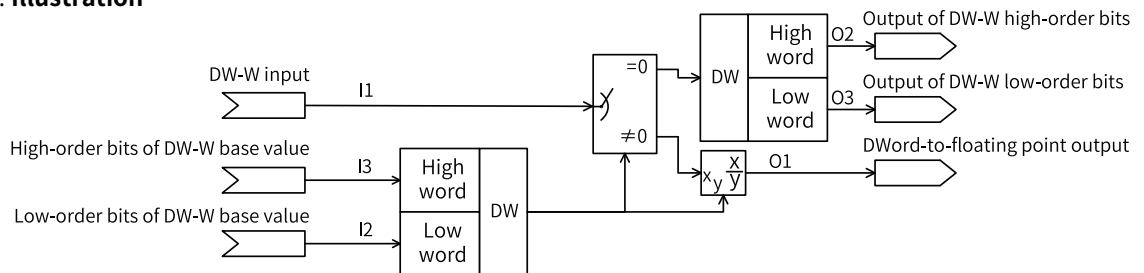 : Illustration
Output of DW-W high-order bits
DW-W input
I1
=0
≠0
DW
High
word
Low
word
O2
O3
Output of DW-W low-order bits
High-order bits of DW-W base value
I3
DWord-to-floating point output
O1
x
y
x
y
Low-order bits of DW-W base value
I2
High
word
Low
word
DW